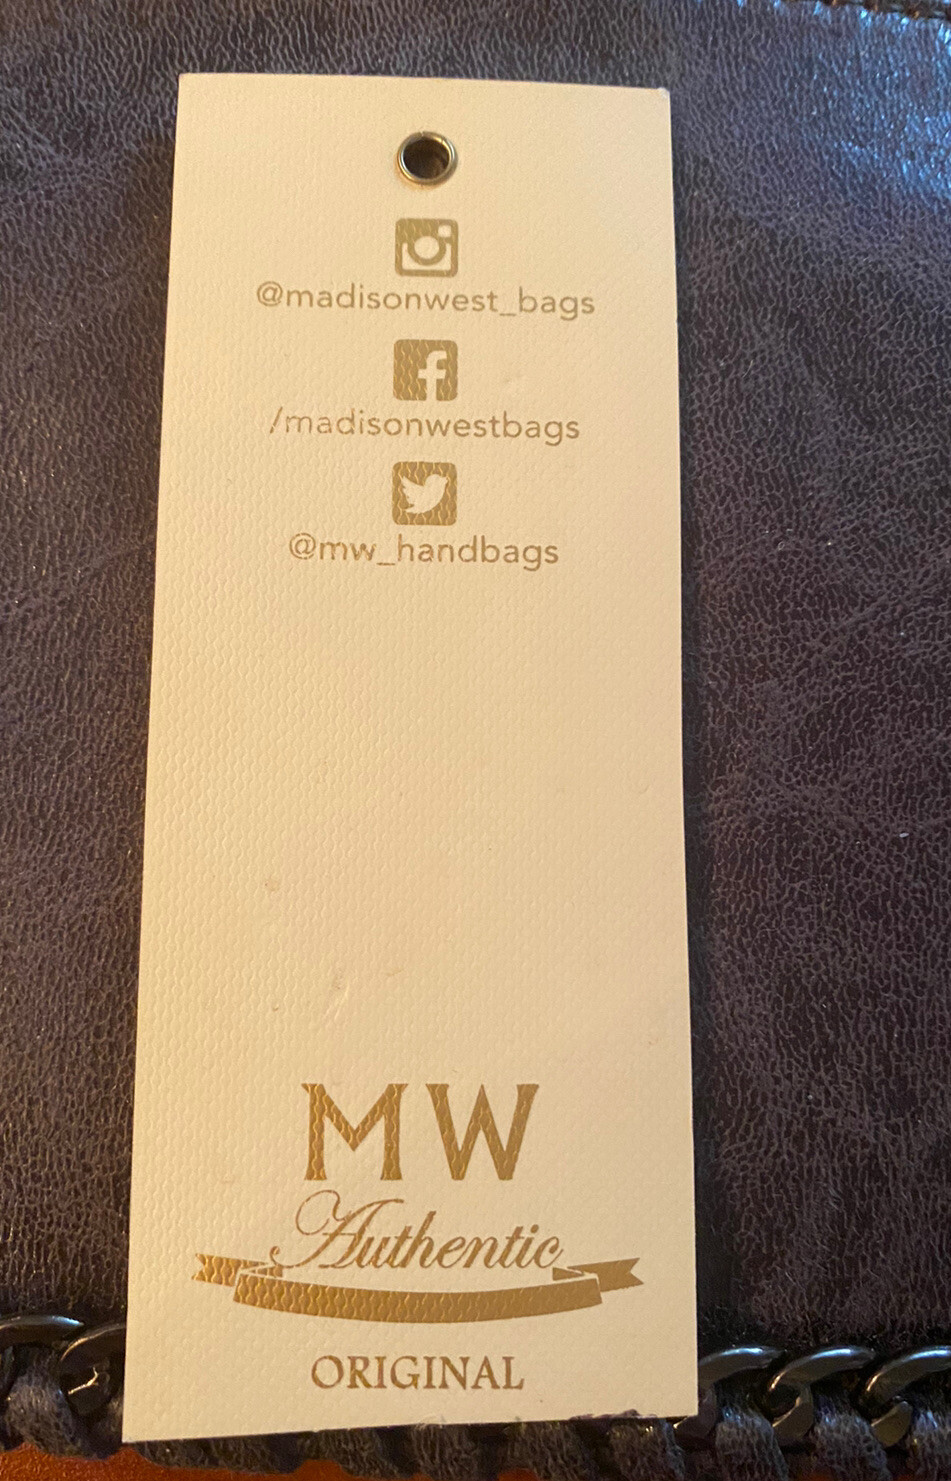 @madisonwest_bags
/madisonwestbags
@mw_handbags
MW
Authentic
ORIGINAL